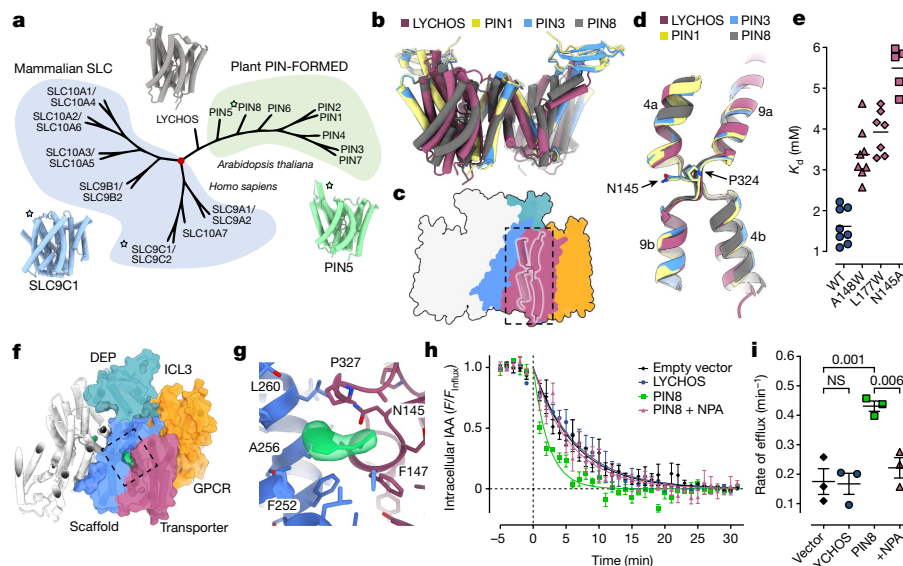 a
Mammalian SLC
Plant PIN-FORMED
SLC10A1/
SLC10A4
SLC10A2/
SLC10A6
SLC10A3/
SLC10A5
SLC9B1/
SLC9B2
SLC9C1/
SLC9C2
SLC10A7
SLC9A1/
SLC9A2
LYCHOS
PIN5
PIN8
PIN6
PIN2
PIN1
PIN4
PIN3
PIN7
Arabidopsis thaliana
Homo sapiens
SLC9C1
PIN5
b
LYCHOS PIN1 PIN3 PIN8
c
d
LYCHOS PIN3
PIN1 PIN8
4a
9a
N145
P324
9b
4b
e
Kd (mM)
6
5
4
3
2
1
WT
A148W
L177W
N145A
f
DEP
ICL3
GPCR
Scaffold
Transporter
g
P327
L260
N145
A256
F147
F252
h
Intracellular IAA (F/Finflux)
1.0
0.5
0
Empty vector
LYCHOS
PIN8
PIN8 + NPA
−5 0 5 10 15 20 25 30
Time (min)
i
Rate of efflux (min−1)
0.6
0.5
0.4
0.3
0.2
0.1
0.001
NS
0.006
Vector
YCHOS
PIN8
+NPA